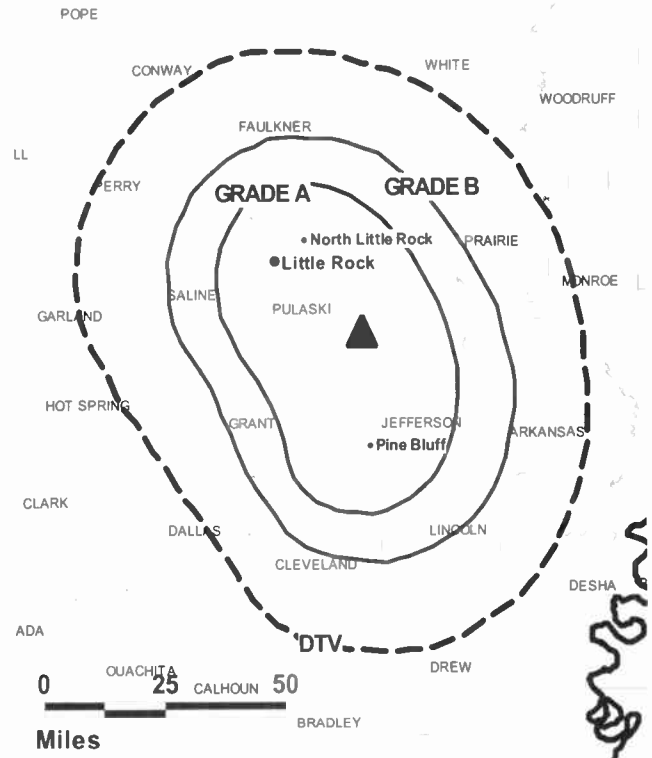 POPE
CONWAY
WHITE
WOODRUFF
FAULKNER
LL
PERRY
GRADE A
GRADE B
North Little Rock
PRAIRIE
Little Rock
MONROE
SALINE
PULASKI
GARLAND
HOT SPRING
GRANT
JEFFERSON
ARKANSAS
Pine Bluff
CLARK
DALLAS
LINCOLN
CLEVELAND
DESHA
ADA
DTV
DREW
OUACHITA
0 25 50
CALHOUN
BRADLEY
Miles